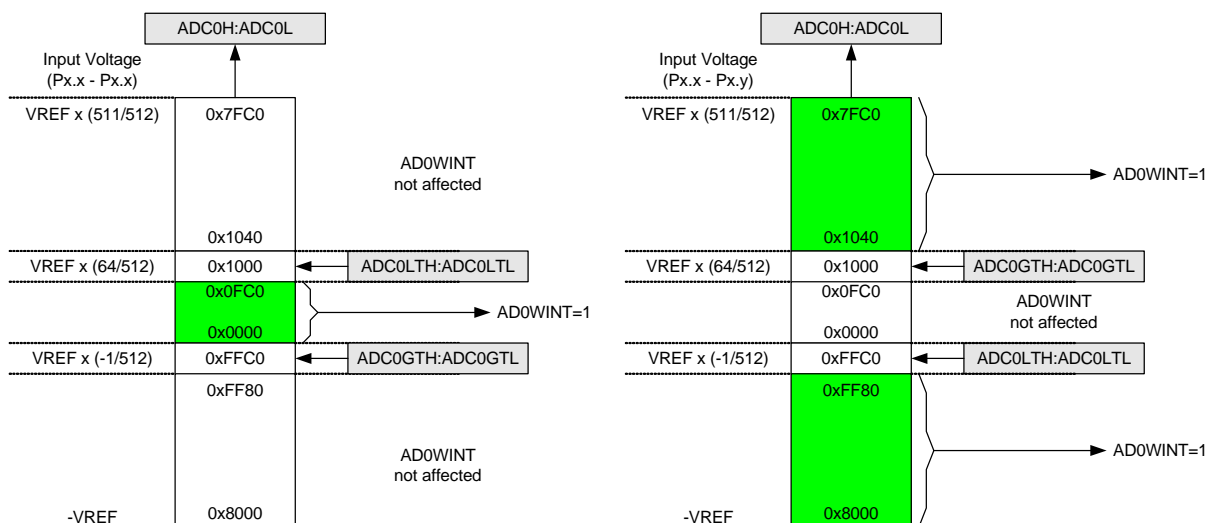 ADC0H:ADC0L
Input Voltage
(Px.x - Px.x)
VREF x (511/512)
0x7FC0
AD0WINT
not affected
0x1040
VREF x (64/512)
0x1000
ADC0LTH:ADC0LTL
0x0FC0
AD0WINT=1
0x0000
VREF x (-1/512)
0xFFC0
ADC0GTH:ADC0GTL
0xFF80
AD0WINT
not affected
-VREF
0x8000
ADC0H:ADC0L
Input Voltage
(Px.x - Px.y)
VREF x (511/512)
0x7FC0
AD0WINT=1
0x1040
VREF x (64/512)
0x1000
ADC0GTH:ADC0GTL
0x0FC0
AD0WINT
not affected
0x0000
VREF x (-1/512)
0xFFC0
ADC0LTH:ADC0LTL
0xFF80
AD0WINT=1
-VREF
0x8000